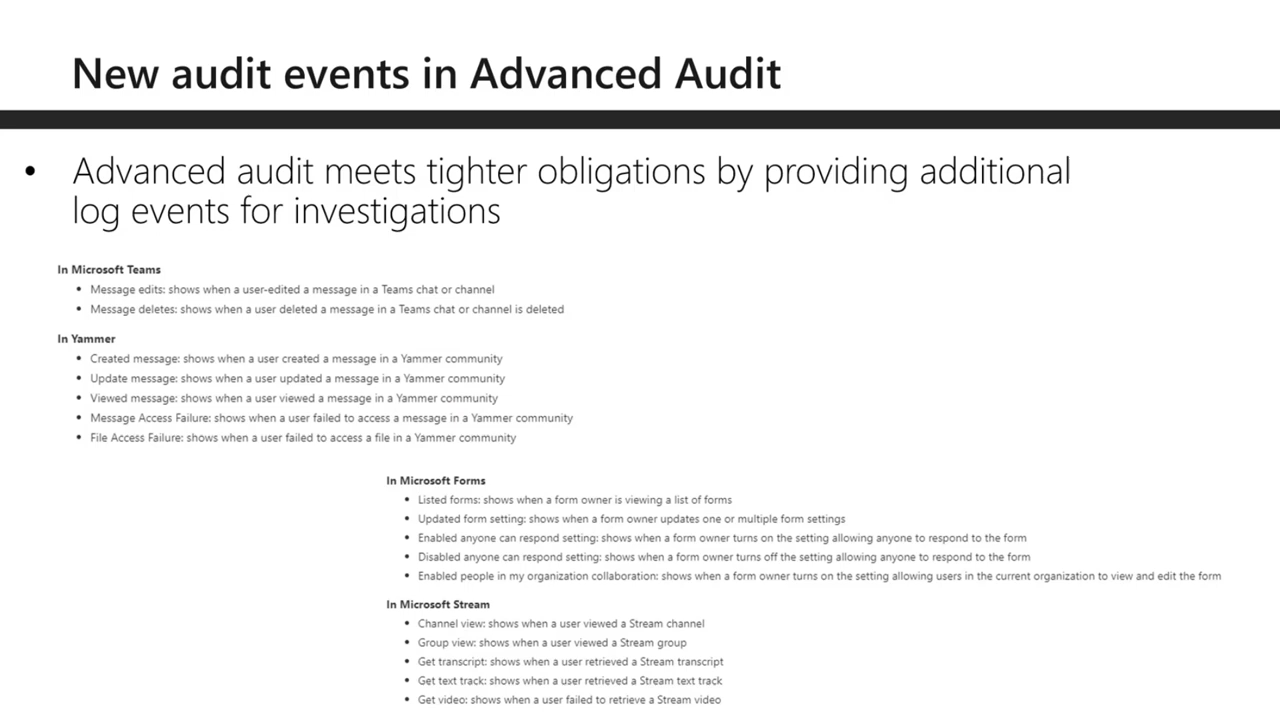 New audit events in Advanced Audit
• Advanced audit meets tighter obligations by providing additional
log events for investigations
In Microsoft Teams
• Message edits: shows when a user-edited a message in a Teams chat or channel
• Message deletes: shows when a user deleted a message in a Teams chat or channel is deleted
In Yammer
• Created message: shows when a user created a message in a Yammer community
• Update message: shows when a user updated a message in a Yammer community
• Viewed message: shows when a user viewed a message in a Yammer community
• Message Access Failure: shows when a user failed to access a message in a Yammer community
• File Access Failure: shows when a user failed to access a file in a Yammer community
In Microsoft Forms
• Listed forms: shows when a form owner is viewing a list of forms
• Updated form setting: shows when a form owner updates one or multiple form settings
• Enabled anyone can respond setting: shows when a form owner turns on the setting allowing anyone to respond to the form
• Disabled anyone can respond setting: shows when a form owner turns off the setting allowing anyone to respond to the form
• Enabled people in my organization collaboration: shows when a form owner turns on the setting allowing users in the current organization to view and edit the form
In Microsoft Stream
• Channel view: shows when a user viewed a Stream channel
• Group view: shows when a user viewed a Stream group
• Get transcript: shows when a user retrieved a Stream transcript
• Get text track: shows when a user retrieved a Stream text track
• Get video: shows when a user failed to retrieve a Stream video